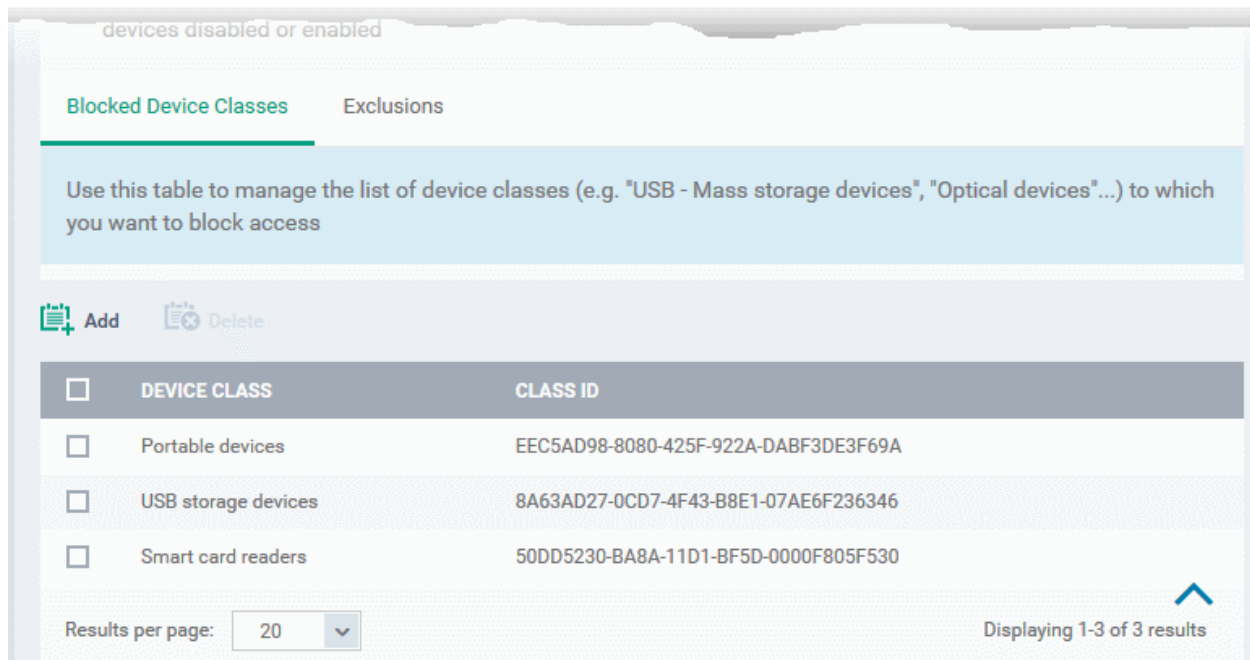 devices disabled or enabled
Blocked Device Classes Exclusions
Use this table to manage the list of device classes (e.g. "USB - Mass storage devices", "Optical devices"...) to which
you want to block access
Add Delete
DEVICE CLASS CLASS ID
Portable devices EEC5AD98-8080-425F-922A-DABF3DE3F69A
USB storage devices 8A63AD27-0CD7-4F43-B8E1-07AE6F236346
Smart card readers 50DD5230-BA8A-11D1-BF5D-0000F805F530
Results per page: 20 Displaying 1-3 of 3 results